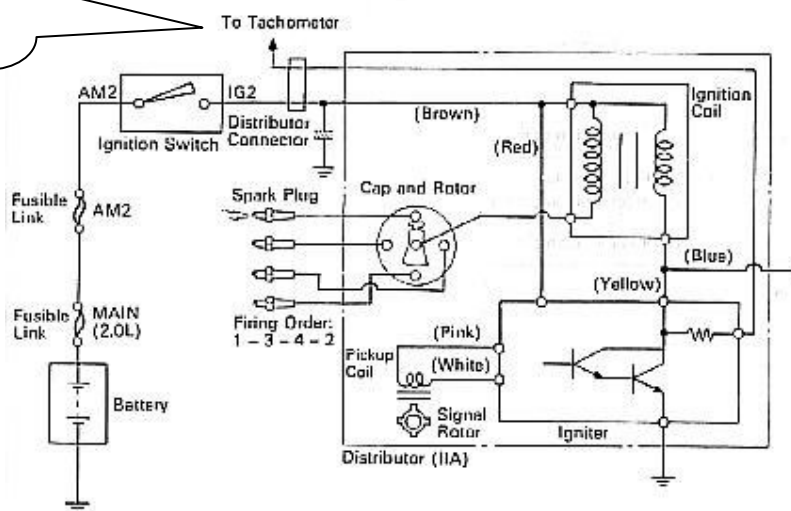 To Tachometer
AM2
IG2
Ignition Switch
Distributor
Connector
(Brown)
(Red)
Ignition
Coil
Fusible
Link
AM2
Spark Plug
Cap and Rotor
(Blue)
(Yellow)
Fusible
Link
MAIN
(2.0L)
Firing Order:
1 – 3 – 4 – 2
(Pink)
Pickup
Coil
(White)
Battery
Signal
Rotor
Igniter
Distributor (IIA)